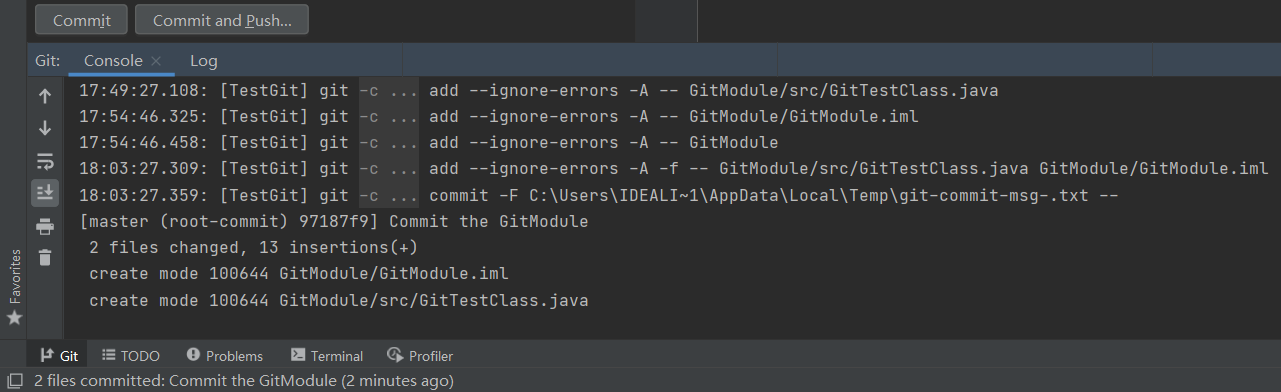 Commit Commit and Push...
Git: Console Log
17:49:27.108: [TestGit] git -c ... add --ignore-errors -A -- GitModule/src/GitTestClass.java
17:54:46.325: [TestGit] git -c ... add --ignore-errors -A -- GitModule/GitModule.iml
17:54:46.458: [TestGit] git -c ... add --ignore-errors -A -- GitModule
18:03:27.309: [TestGit] git -c ... add --ignore-errors -A -f -- GitModule/src/GitTestClass.java GitModule/GitModule.iml
18:03:27.359: [TestGit] git -c ... commit -F C:\Users\IDEALI~1\AppData\Local\Temp\git-commit-msg-.txt --
[master (root-commit) 97187f9] Commit the GitModule
2 files changed, 13 insertions(+)
create mode 100644 GitModule/GitModule.iml
create mode 100644 GitModule/src/GitTestClass.java
Favorites
Git TODO Problems Terminal Profiler
2 files committed: Commit the GitModule (2 minutes ago)